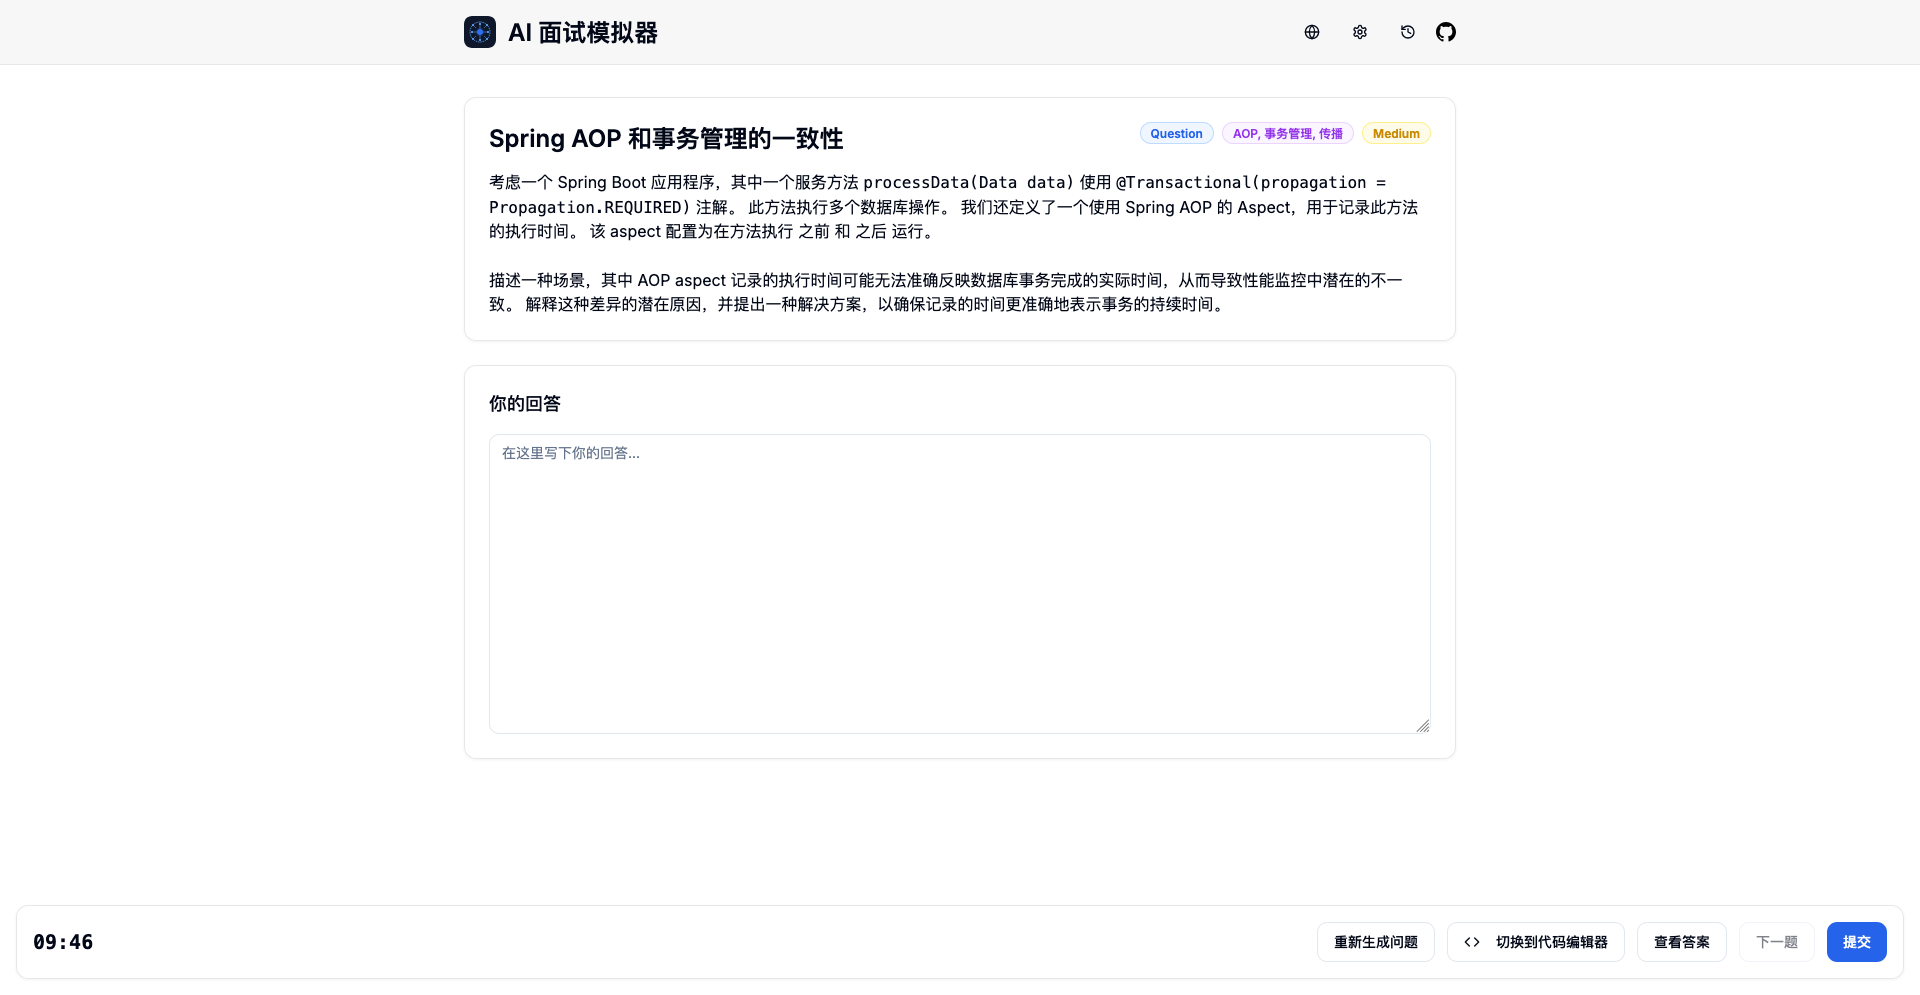 AI 面试模拟器
Spring AOP 和事务管理的一致性
Question
AOP, 事务管理, 传播
Medium
考虑一个 Spring Boot 应用程序，其中一个服务方法 processData(Data data) 使用 @Transactional(propagation =
Propagation.REQUIRED) 注解。 此方法执行多个数据库操作。 我们还定义了一个使用 Spring AOP 的 Aspect，用于记录此方法
的执行时间。 该 aspect 配置为在方法执行 之前 和 之后 运行。
描述一种场景，其中 AOP aspect 记录的执行时间可能无法准确反映数据库事务完成的实际时间，从而导致性能监控中潜在的不一
致。 解释这种差异的潜在原因，并提出一种解决方案，以确保记录的时间更准确地表示事务的持续时间。
你的回答
在这里写下你的回答...
09:46
重新生成问题
<> 切换到代码编辑器
查看答案
下一题
提交